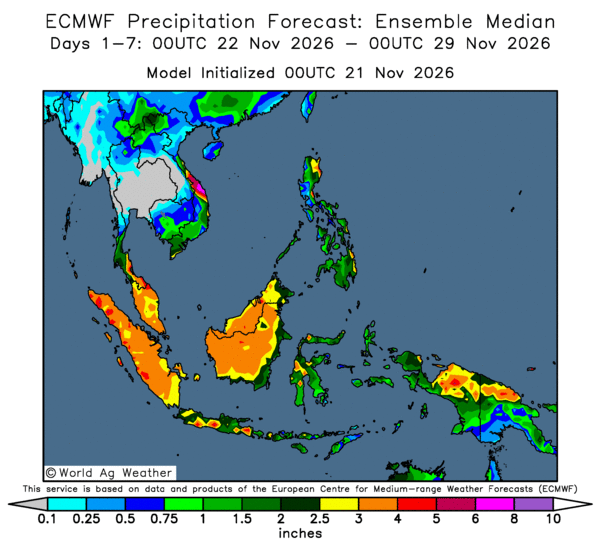 ECMWF Precipitation Forecast: Ensemble Median
Days 1-7: 00UTC 22 Nov 2026 - 00UTC 29 Nov 2026
Model Initialized 00UTC 21 Nov 2026
© World Ag Weather
This service is based on data and products of the European Centre for Medium-range Weather Forecasts (ECMWF)
0.1 0.25 0.5 0.75 1 1.5 2 2.5 3 4 5 6 8 10
inches